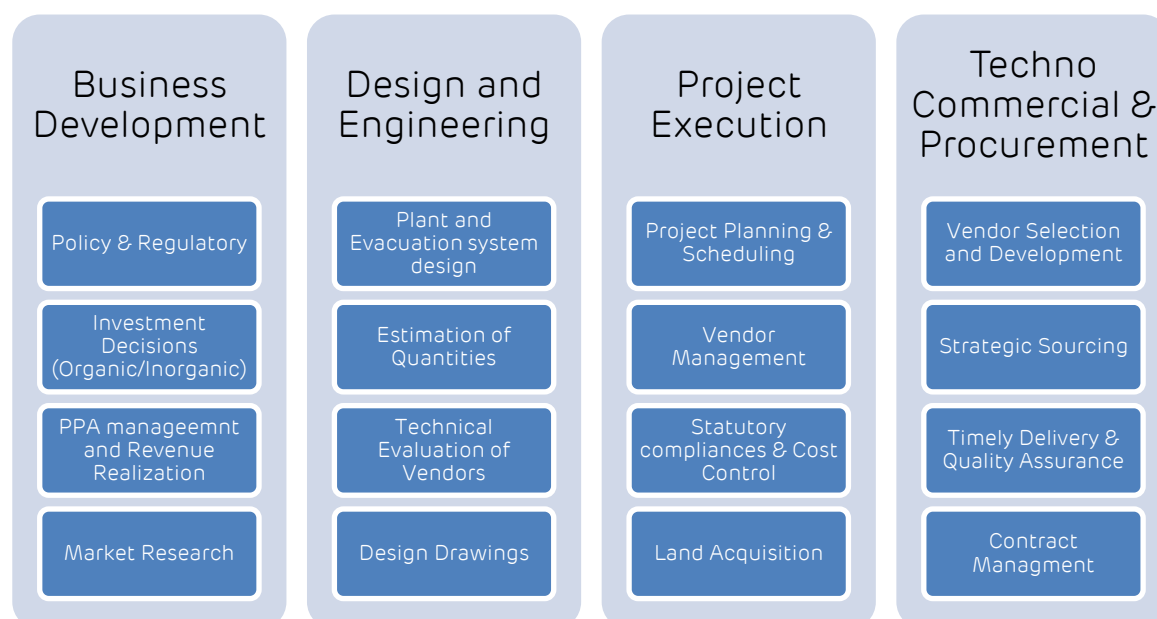 Business
Development
Policy & Regulatory
Investment
Decisions
(Organic/Inorganic)
PPA manageemnt
and Revenue
Realization
Market Research
Design and
Engineering
Plant and
Evacuation system
design
Estimation of
Quantities
Technical
Evaluation of
Vendors
Design Drawings
Project
Execution
Project Planning &
Scheduling
Vendor
Management
Statutory
compliances & Cost
Control
Land Acquisition
Techno
Commercial &
Procurement
Vendor Selection
and Development
Strategic Sourcing
Timely Delivery &
Quality Assurance
Contract
Managment